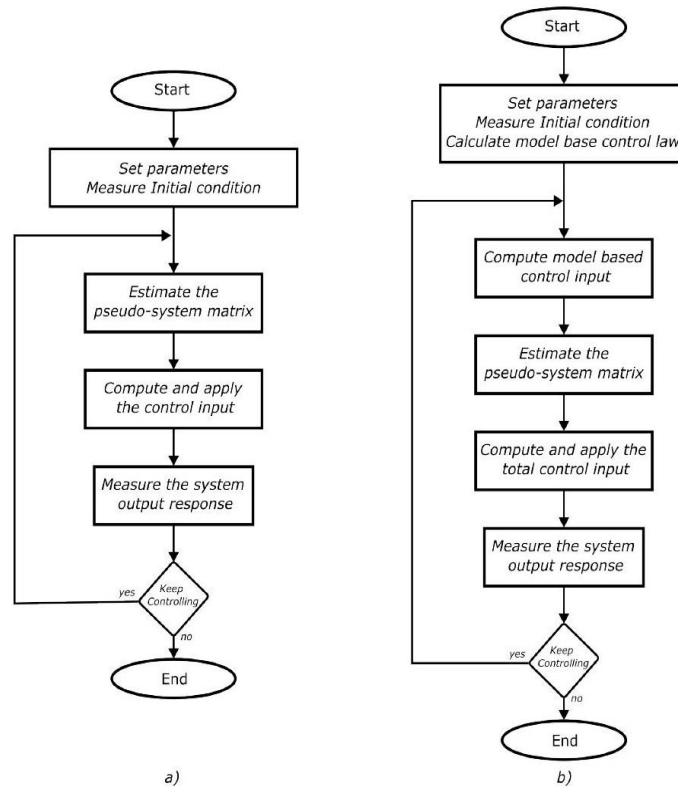 Start
Set parameters
Measure Initial condition
Estimate the
pseudo-system matrix
Compute and apply
the control input
Measure the system
output response
Keep
Controlling
yes
no
End
a)
Start
Set parameters
Measure Initial condition
Calculate model base control law
Compute model based
control input
Estimate the
pseudo-system matrix
Compute and apply the
total control input
Measure the system
output response
Keep
Controlling
yes
no
End
b)